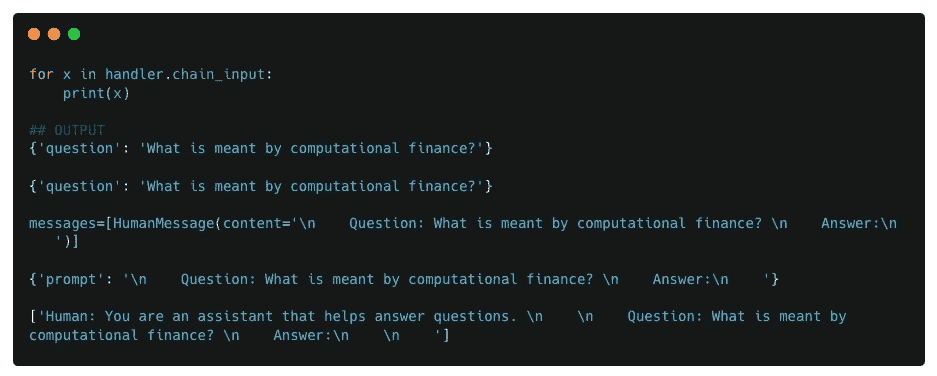 for x in handler.chain_input:
    print(x)

## OUTPUT
{'question': 'What is meant by computational finance?'}

{'question': 'What is meant by computational finance?'}

messages=[HumanMessage(content='\n    Question: What is meant by computational finance? \n    Answer:\n
   ')]

{'prompt': '\n    Question: What is meant by computational finance? \n    Answer:\n    '}

['Human: You are an assistant that helps answer questions. \n    \n    Question: What is meant by
computational finance? \n    Answer:\n    \n    ']